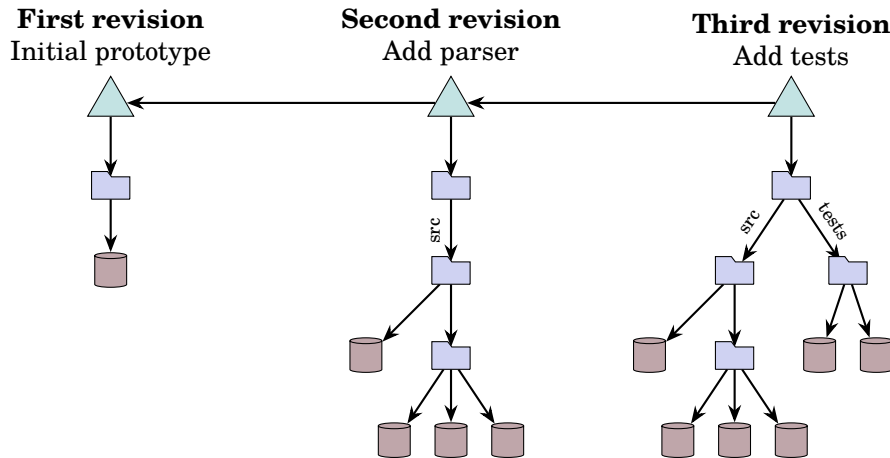 First revision
Initial prototype
Second revision
Add parser
Third revision
Add tests
src
src
tests